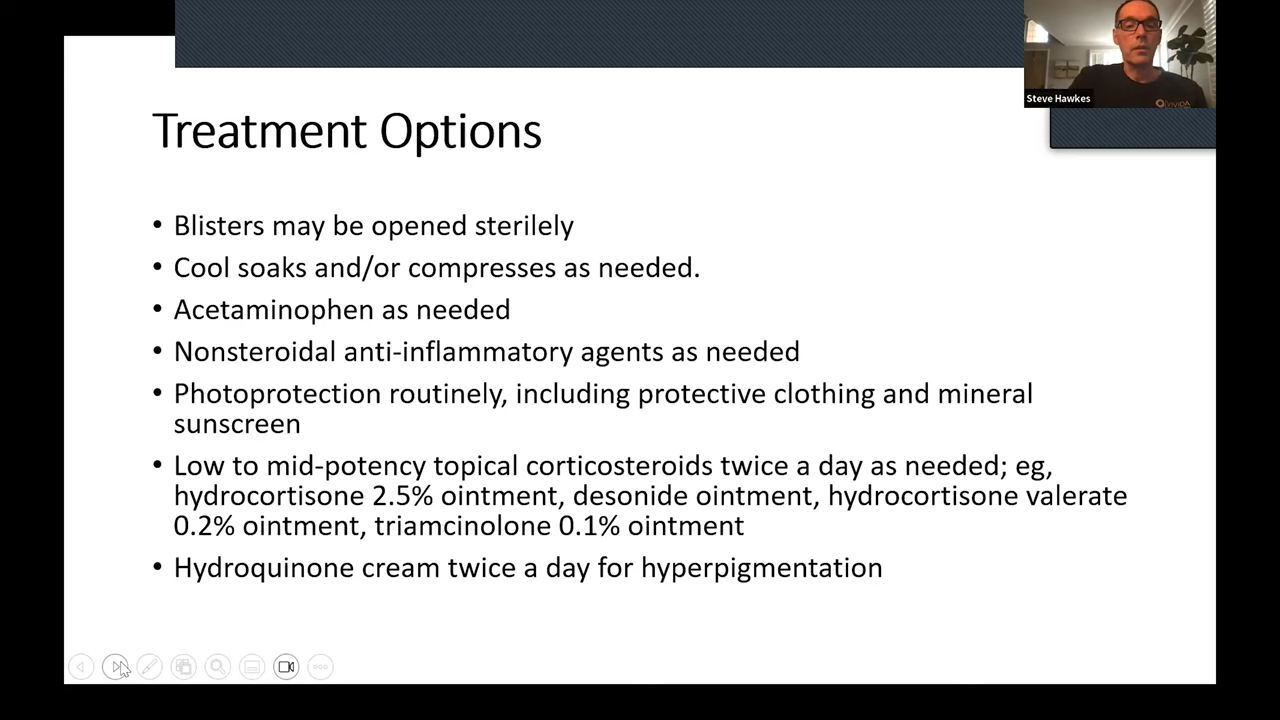 Steve Hawkes
Treatment Options
• Blisters may be opened sterilely
• Cool soaks and/or compresses as needed.
• Acetaminophen as needed
• Nonsteroidal anti-inflammatory agents as needed
• Photoprotection routinely, including protective clothing and mineral
sunscreen
• Low to mid-potency topical corticosteroids twice a day as needed; eg,
hydrocortisone 2.5% ointment, desonide ointment, hydrocortisone valerate
0.2% ointment, triamcinolone 0.1% ointment
• Hydroquinone cream twice a day for hyperpigmentation